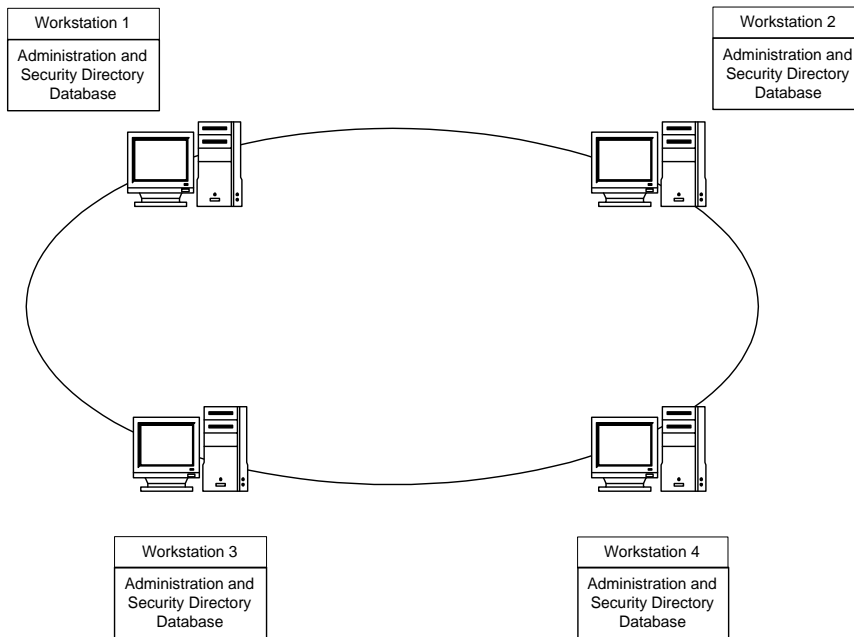 Workstation 1
Administration and
Security Directory
Database
Workstation 2
Administration and
Security Directory
Database
Workstation 3
Administration and
Security Directory
Database
Workstation 4
Administration and
Security Directory
Database